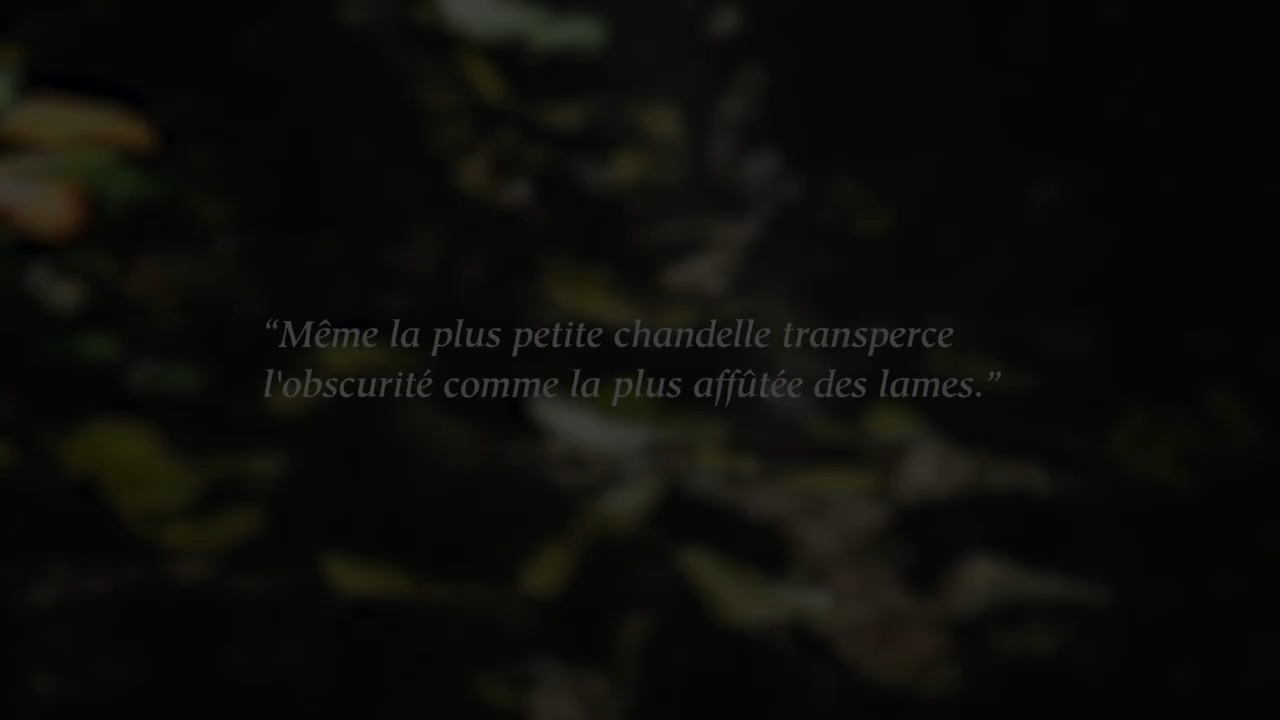 “Même la plus petite chandelle transperce
l'obscurité comme la plus affûtée des lames.”